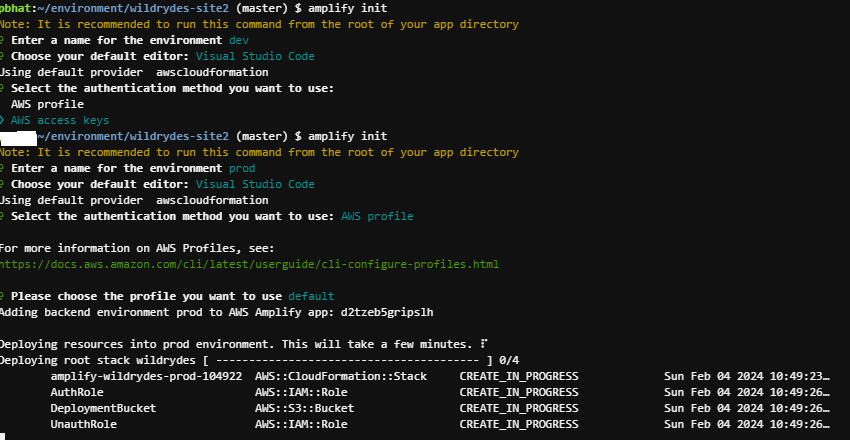 pbhat:~/environment/wildrydes-site2 (master) $ amplify init
Note: It is recommended to run this command from the root of your app directory
? Enter a name for the environment dev
? Choose your default editor: Visual Studio Code
Using default provider  awscloudformation
? Select the authentication method you want to use:
  AWS profile
❯ AWS access keys
~/environment/wildrydes-site2 (master) $ amplify init
Note: It is recommended to run this command from the root of your app directory
? Enter a name for the environment prod
? Choose your default editor: Visual Studio Code
Using default provider  awscloudformation
? Select the authentication method you want to use: AWS profile
For more information on AWS Profiles, see:
https://docs.aws.amazon.com/cli/latest/userguide/cli-configure-profiles.html
? Please choose the profile you want to use default
Adding backend environment prod to AWS Amplify app: d2tzeb5gripslh
Deploying resources into prod environment. This will take a few minutes. ⠏
Deploying root stack wildrydes [ ---------------------------------------- ] 0/4
amplify-wildrydes-prod-104922  AWS::CloudFormation::Stack     CREATE_IN_PROGRESS             Sun Feb 04 2024 10:49:23…
AuthRole                       AWS::IAM::Role                 CREATE_IN_PROGRESS             Sun Feb 04 2024 10:49:26…
DeploymentBucket               AWS::S3::Bucket                CREATE_IN_PROGRESS             Sun Feb 04 2024 10:49:26…
UnauthRole                     AWS::IAM::Role                 CREATE_IN_PROGRESS             Sun Feb 04 2024 10:49:26…